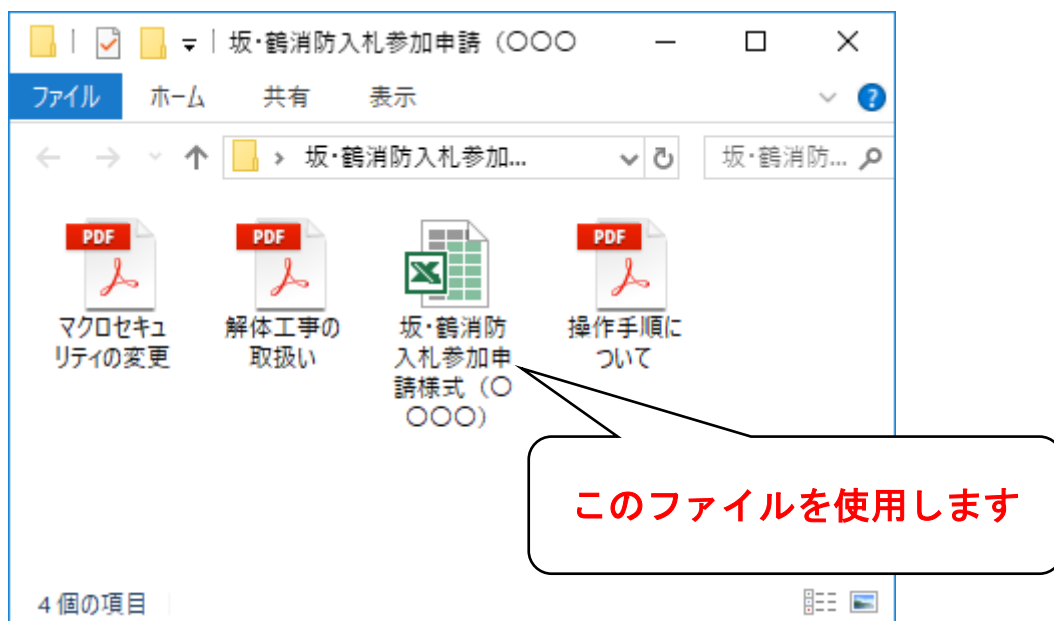 坂・鶴消防入札参加申請（〇〇〇
ファイル ホーム 共有 表示
坂・鶴消防入札参加... 坂・鶴消防...
PDF
マクロセキュ
リティの変更
PDF
解体工事の
取扱い
坂・鶴消防
入札参加申
請様式（〇
〇〇〇）
PDF
操作手順に
ついて
このファイルを使用します
4 個の項目